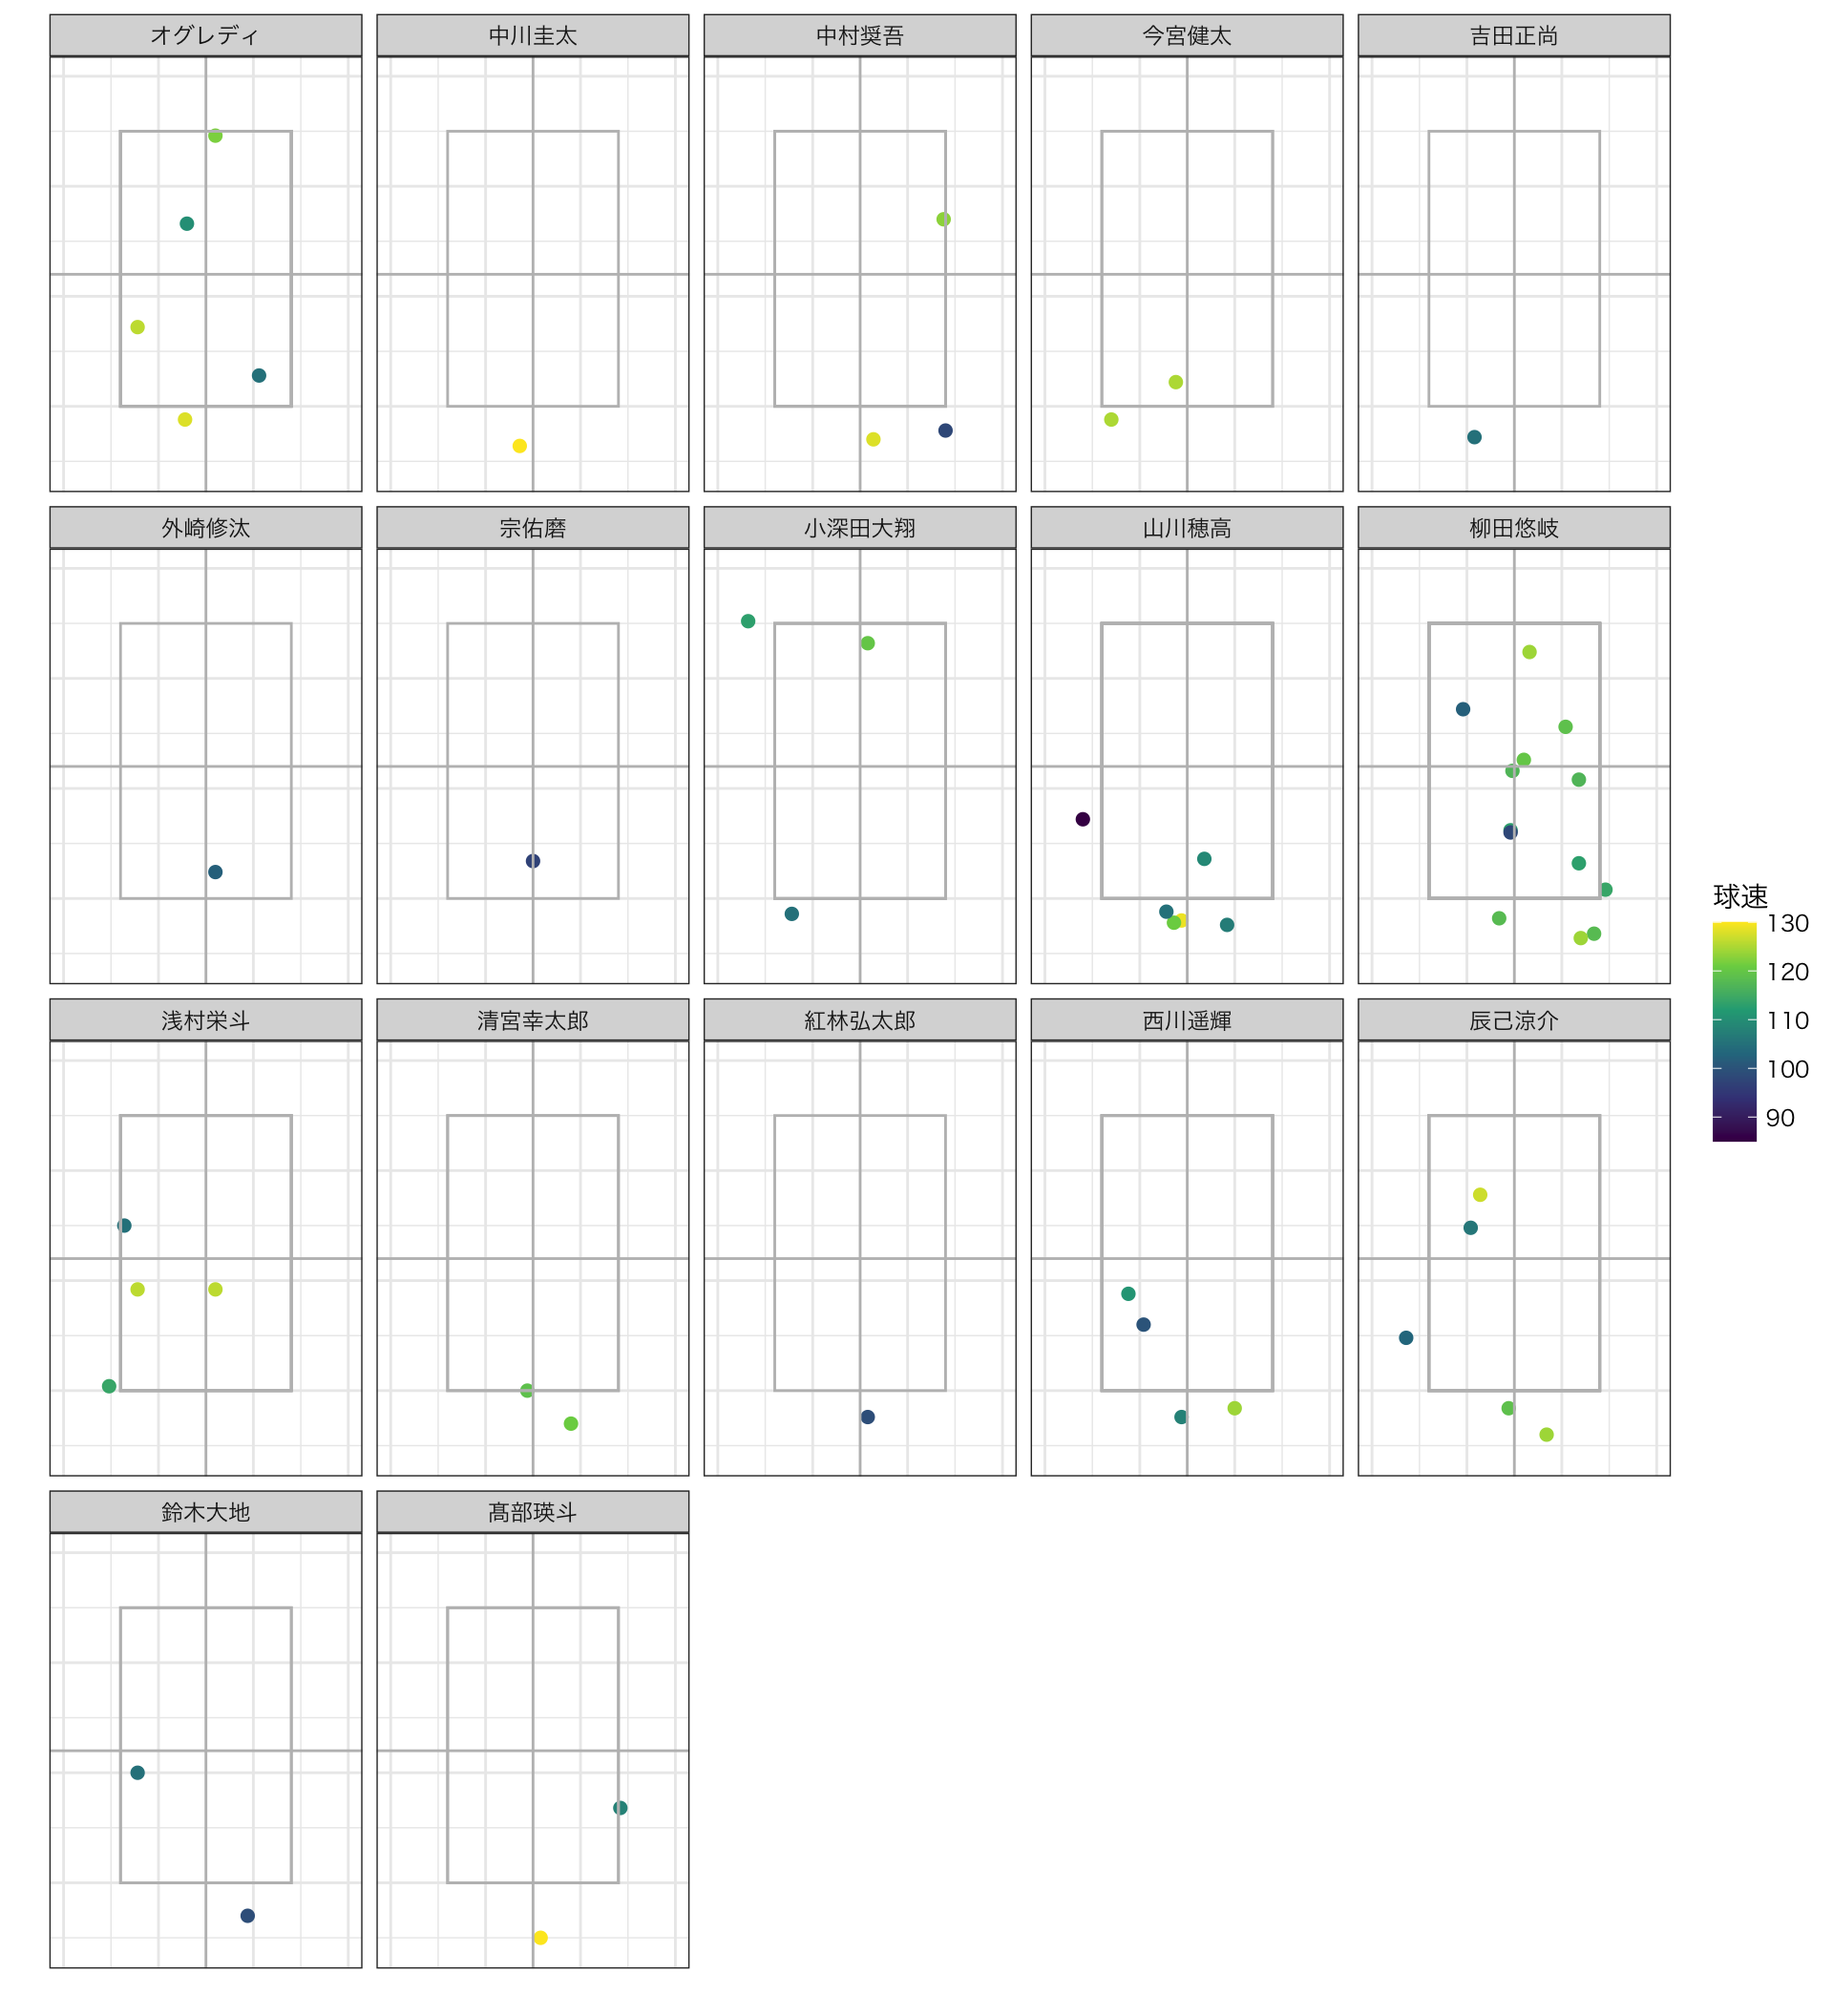 オグレディ
中川圭太
中村奨吾
今宮健太
吉田正尚
外崎修汰
宗佑磨
小深田大翔
山川穂高
柳田悠岐
球速
130
120
110
100
90
浅村栄斗
清宮幸太郎
紅林弘太郎
西川遥輝
辰己涼介
鈴木大地
髙部瑛斗